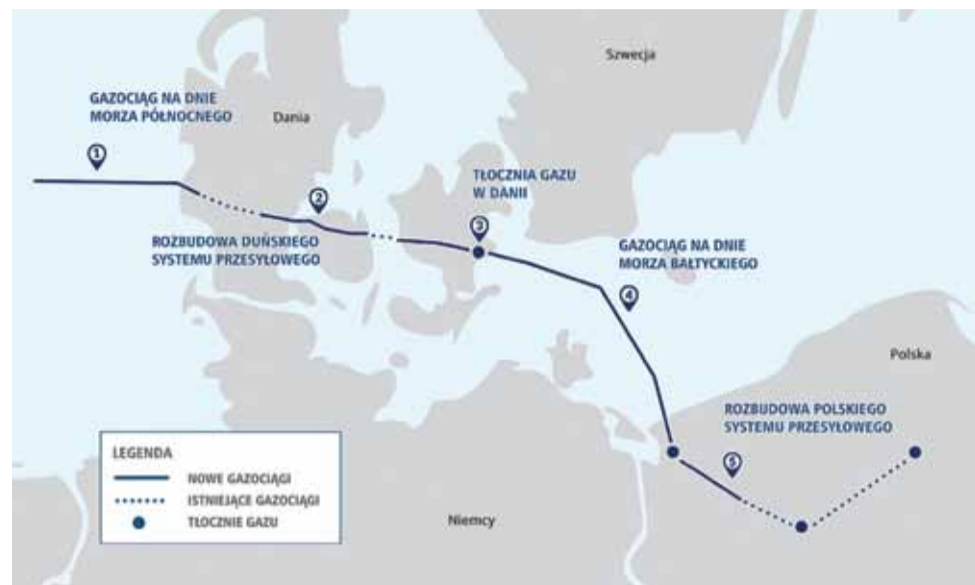 Szwecja
GAZOCIĄG NA DNIE
MORZA PÓŁNOCNEGO
Dania
1
TŁOCZNIA GAZU
W DANII
2
3
ROZBUDOWA DUŃSKIEGO
SYSTEMU PRZESYŁOWEGO
GAZOCIĄG NA DNIE
MORZA BAŁTYCKIEGO
4
Polska
ROZBUDOWA POLSKIEGO
SYSTEMU PRZESYŁOWEGO
5
LEGENDA
NOWE GAZOCIĄGI
ISTNIEJĄCE GAZOCIĄGI
TŁOCZNIE GAZU
Niemcy